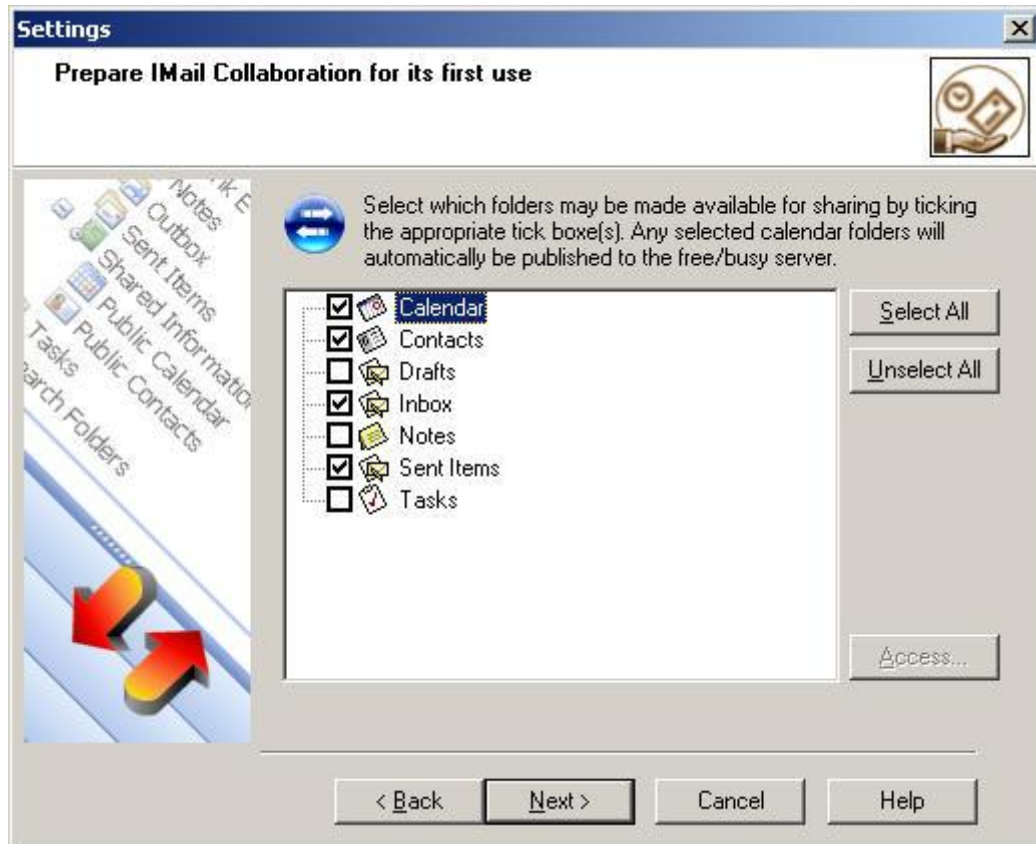 Settings
Prepare IMail Collaboration for its first use
Notes
Outbox
Sent Items
Shared Information
Public Calendar
Public Contacts
Tasks
Folders
Select which folders may be made available for sharing by ticking
the appropriate tick box(s). Any selected calendar folders will
automatically be published to the free/busy server.
Calendar
Contacts
Drafts
Inbox
Notes
Sent Items
Tasks
Select All
Unselect All
Access...
< Back
Next >
Cancel
Help